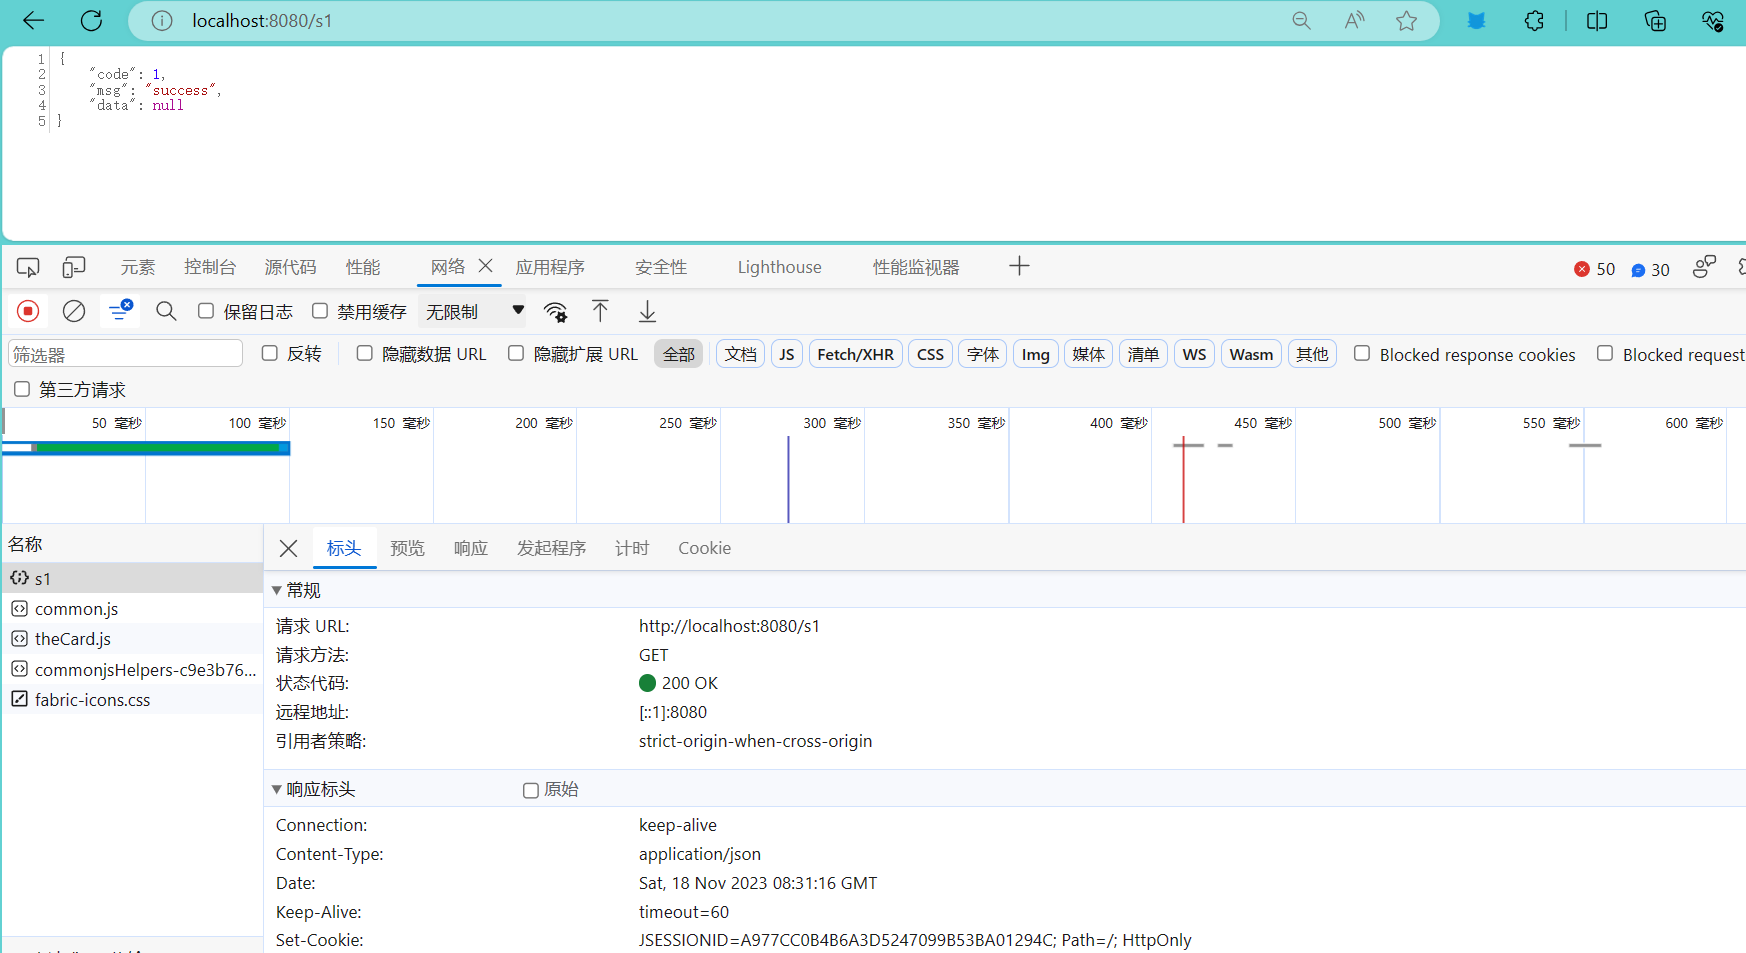 localhost:8080/s1
1 {
2 "code": 1,
3 "msg": "success",
4 "data": null
5 }
元素 控制台 源代码 性能 网络 应用程序 安全性 Lighthouse 性能监视器 50 30
保留日志 禁用缓存 无限制
筛选器 反转 隐藏数据 URL 隐藏扩展 URL 全部 文档 JS Fetch/XHR CSS 字体 Img 媒体 清单 WS Wasm 其他 Blocked response cookies Blocked request
第三方请求
50 毫秒 100 毫秒 150 毫秒 200 毫秒 250 毫秒 300 毫秒 350 毫秒 400 毫秒 450 毫秒 500 毫秒 550 毫秒 600 毫秒
名称
s1
common.js
theCard.js
commonjsHelpers-c9e3b76...
fabric-icons.css
标头 预览 响应 发起程序 计时 Cookie
常规
请求 URL: http://localhost:8080/s1
请求方法: GET
状态代码: 200 OK
远程地址: [::1]:8080
引用者策略: strict-origin-when-cross-origin
响应标头 原始
Connection: keep-alive
Content-Type: application/json
Date: Sat, 18 Nov 2023 08:31:16 GMT
Keep-Alive: timeout=60
Set-Cookie: JSESSIONID=A977CC0B4B6A3D5247099B53BA01294C; Path=/; HttpOnly